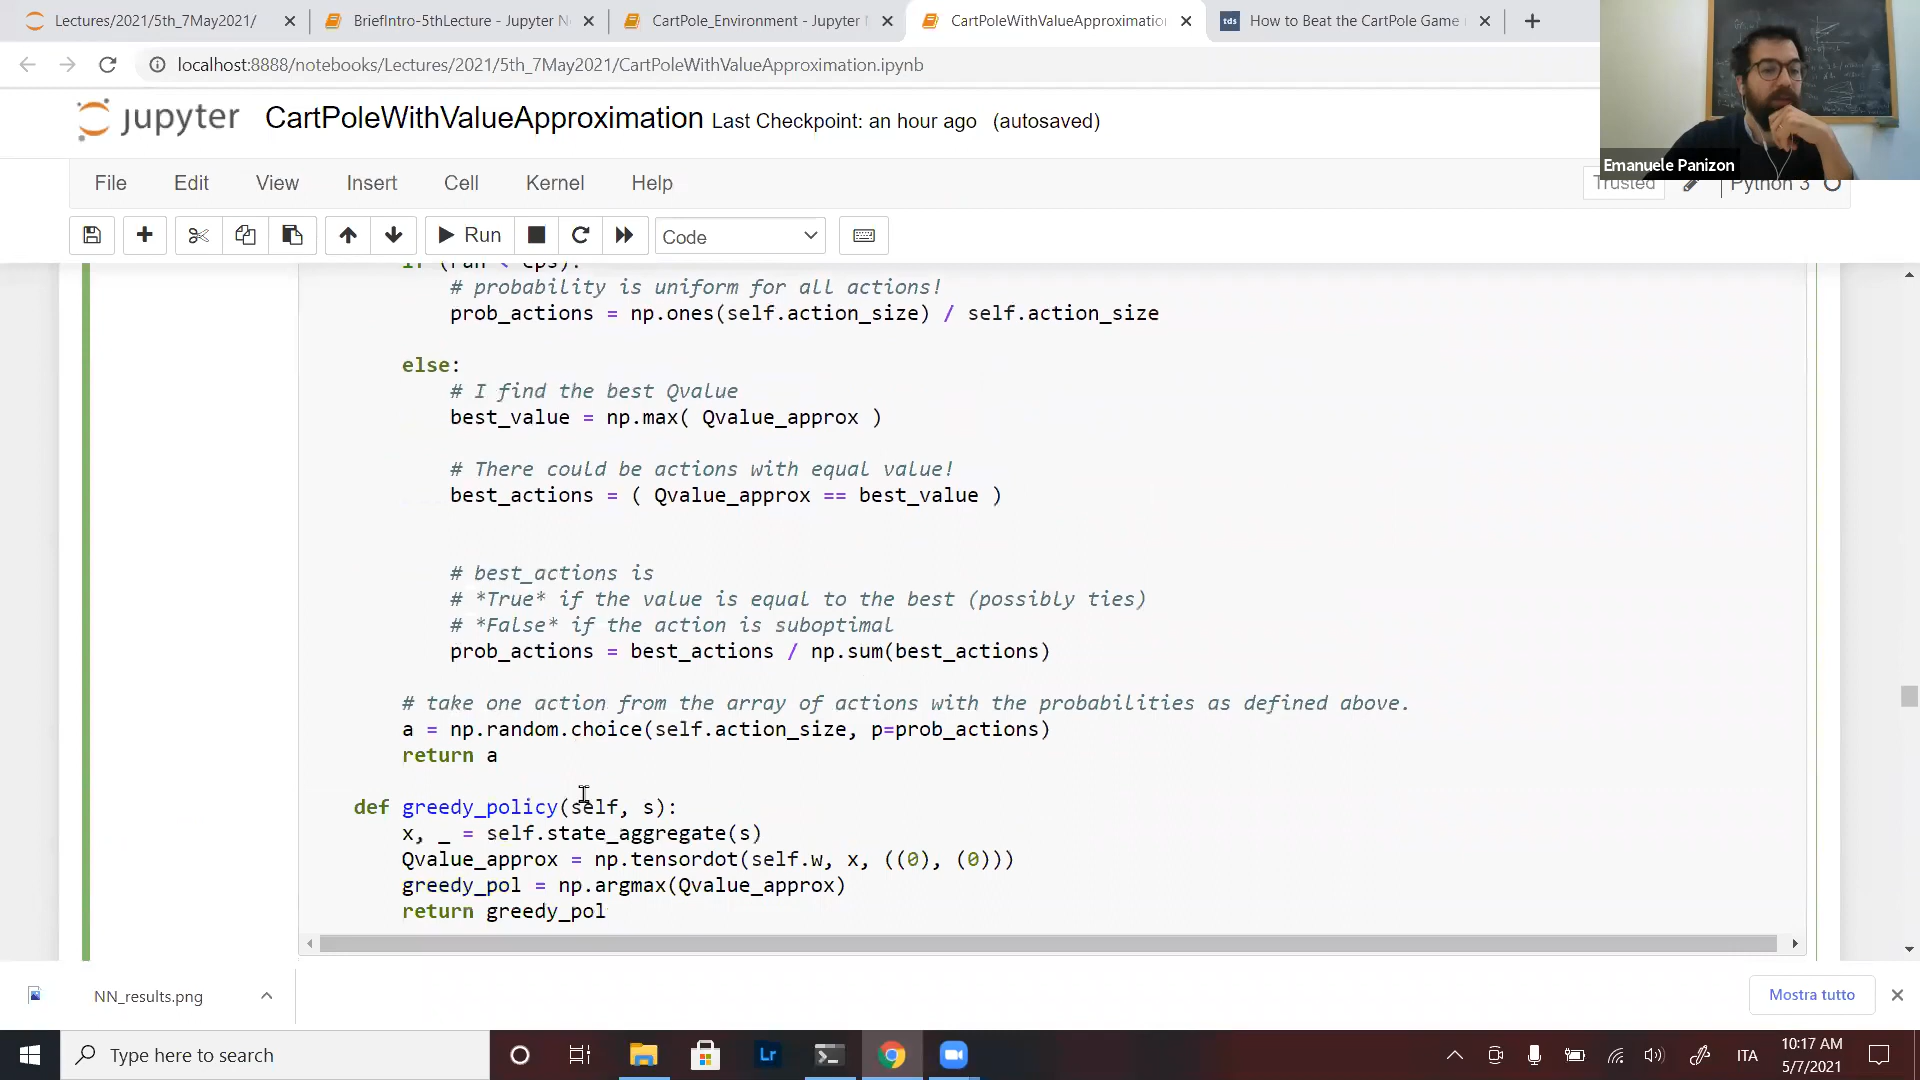 Lectures/2021/5th_7May2021/
BriefIntro-5thLecture - Jupyter N
CartPole_Environment - Jupyter
CartPoleWithValueApproximation
tds How to Beat the CartPole Game
localhost:8888/notebooks/Lectures/2021/5th_7May2021/CartPoleWithValueApproximation.ipynb
jupyter CartPoleWithValueApproximation Last Checkpoint: an hour ago (autosaved)
Emanuele Panizon
File Edit View Insert Cell Kernel Help
Trusted Python 3
Run Code
if (ran < eps):
# probability is uniform for all actions!
prob_actions = np.ones(self.action_size) / self.action_size
else:
# I find the best Qvalue
best_value = np.max( Qvalue_approx )
# There could be actions with equal value!
best_actions = ( Qvalue_approx == best_value )
# best_actions is
# *True* if the value is equal to the best (possibly ties)
# *False* if the action is suboptimal
prob_actions = best_actions / np.sum(best_actions)
# take one action from the array of actions with the probabilities as defined above.
a = np.random.choice(self.action_size, p=prob_actions)
return a
def greedy_policy(self, s):
x, _ = self.state_aggregate(s)
Qvalue_approx = np.tensordot(self.w, x, ((0), (0)))
greedy_pol = np.argmax(Qvalue_approx)
return greedy_pol
NN_results.png
Mostra tutto
Type here to search
Lr
ITA
10:17 AM
5/7/2021